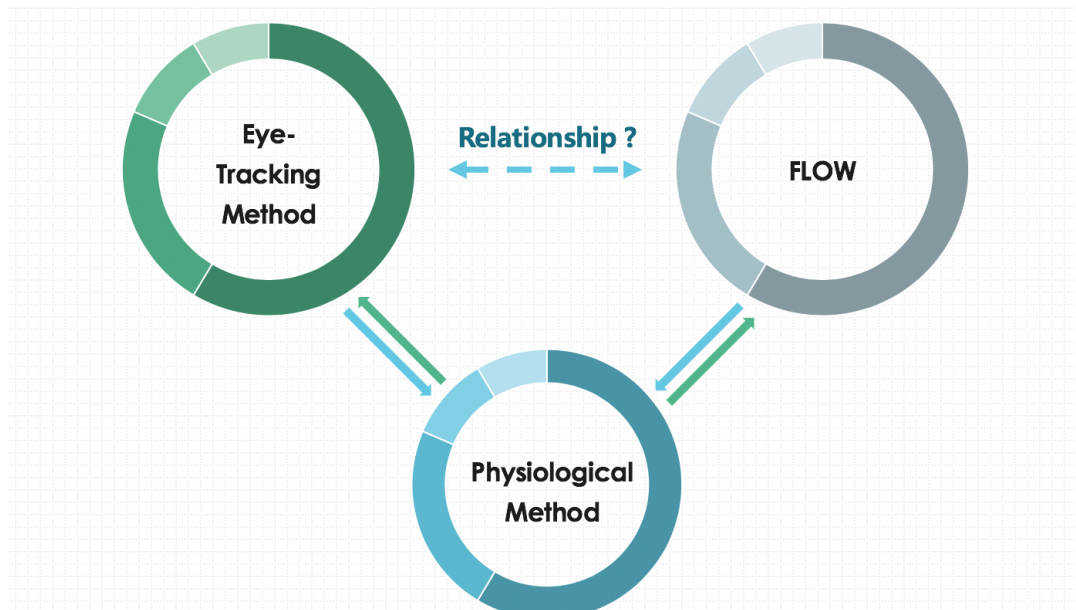 Eye-
Tracking
Method
Relationship ?
FLOW
Physiological
Method